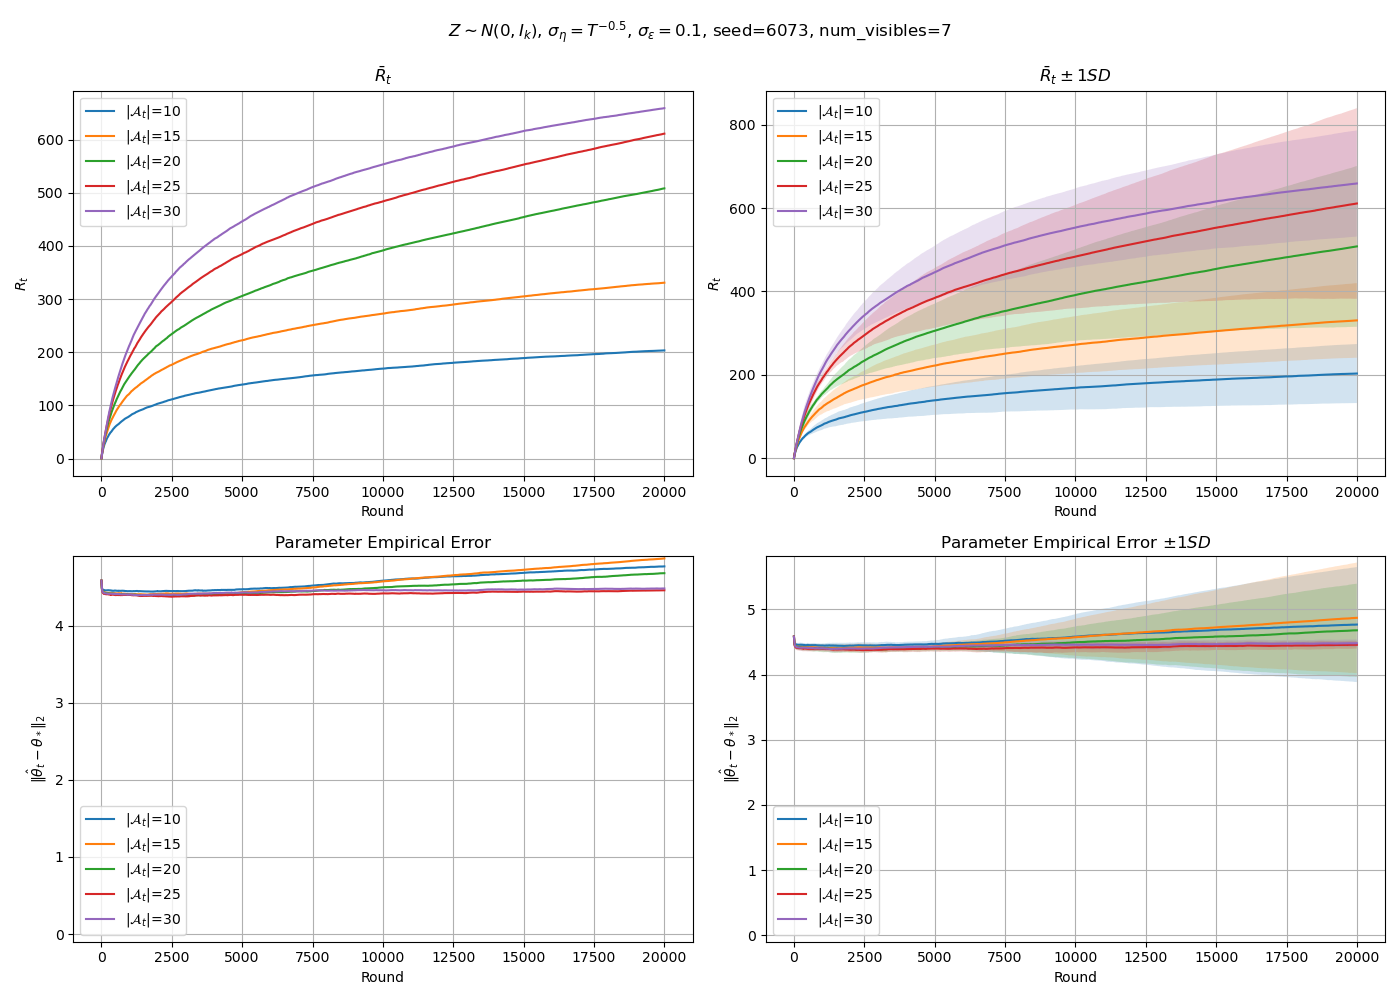 Z ∼ N(0, I_k), σ_η = T^{−0.5}, σ_ε = 0.1, seed=6073, num_visibles=7
R̄_t
R_t
600
500
400
300
200
100
0
|𝒜_t|=10
|𝒜_t|=15
|𝒜_t|=20
|𝒜_t|=25
|𝒜_t|=30
0 2500 5000 7500 10000 12500 15000 17500 20000
Round
R̄_t ± 1SD
R_t
800
600
400
200
0
|𝒜_t|=10
|𝒜_t|=15
|𝒜_t|=20
|𝒜_t|=25
|𝒜_t|=30
0 2500 5000 7500 10000 12500 15000 17500 20000
Round
Parameter Empirical Error
‖θ̂_t − θ_*‖_2
4
3
2
1
0
|𝒜_t|=10
|𝒜_t|=15
|𝒜_t|=20
|𝒜_t|=25
|𝒜_t|=30
0 2500 5000 7500 10000 12500 15000 17500 20000
Round
Parameter Empirical Error ±1SD
‖θ̂_t − θ_*‖_2
5
4
3
2
1
0
|𝒜_t|=10
|𝒜_t|=15
|𝒜_t|=20
|𝒜_t|=25
|𝒜_t|=30
0 2500 5000 7500 10000 12500 15000 17500 20000
Round